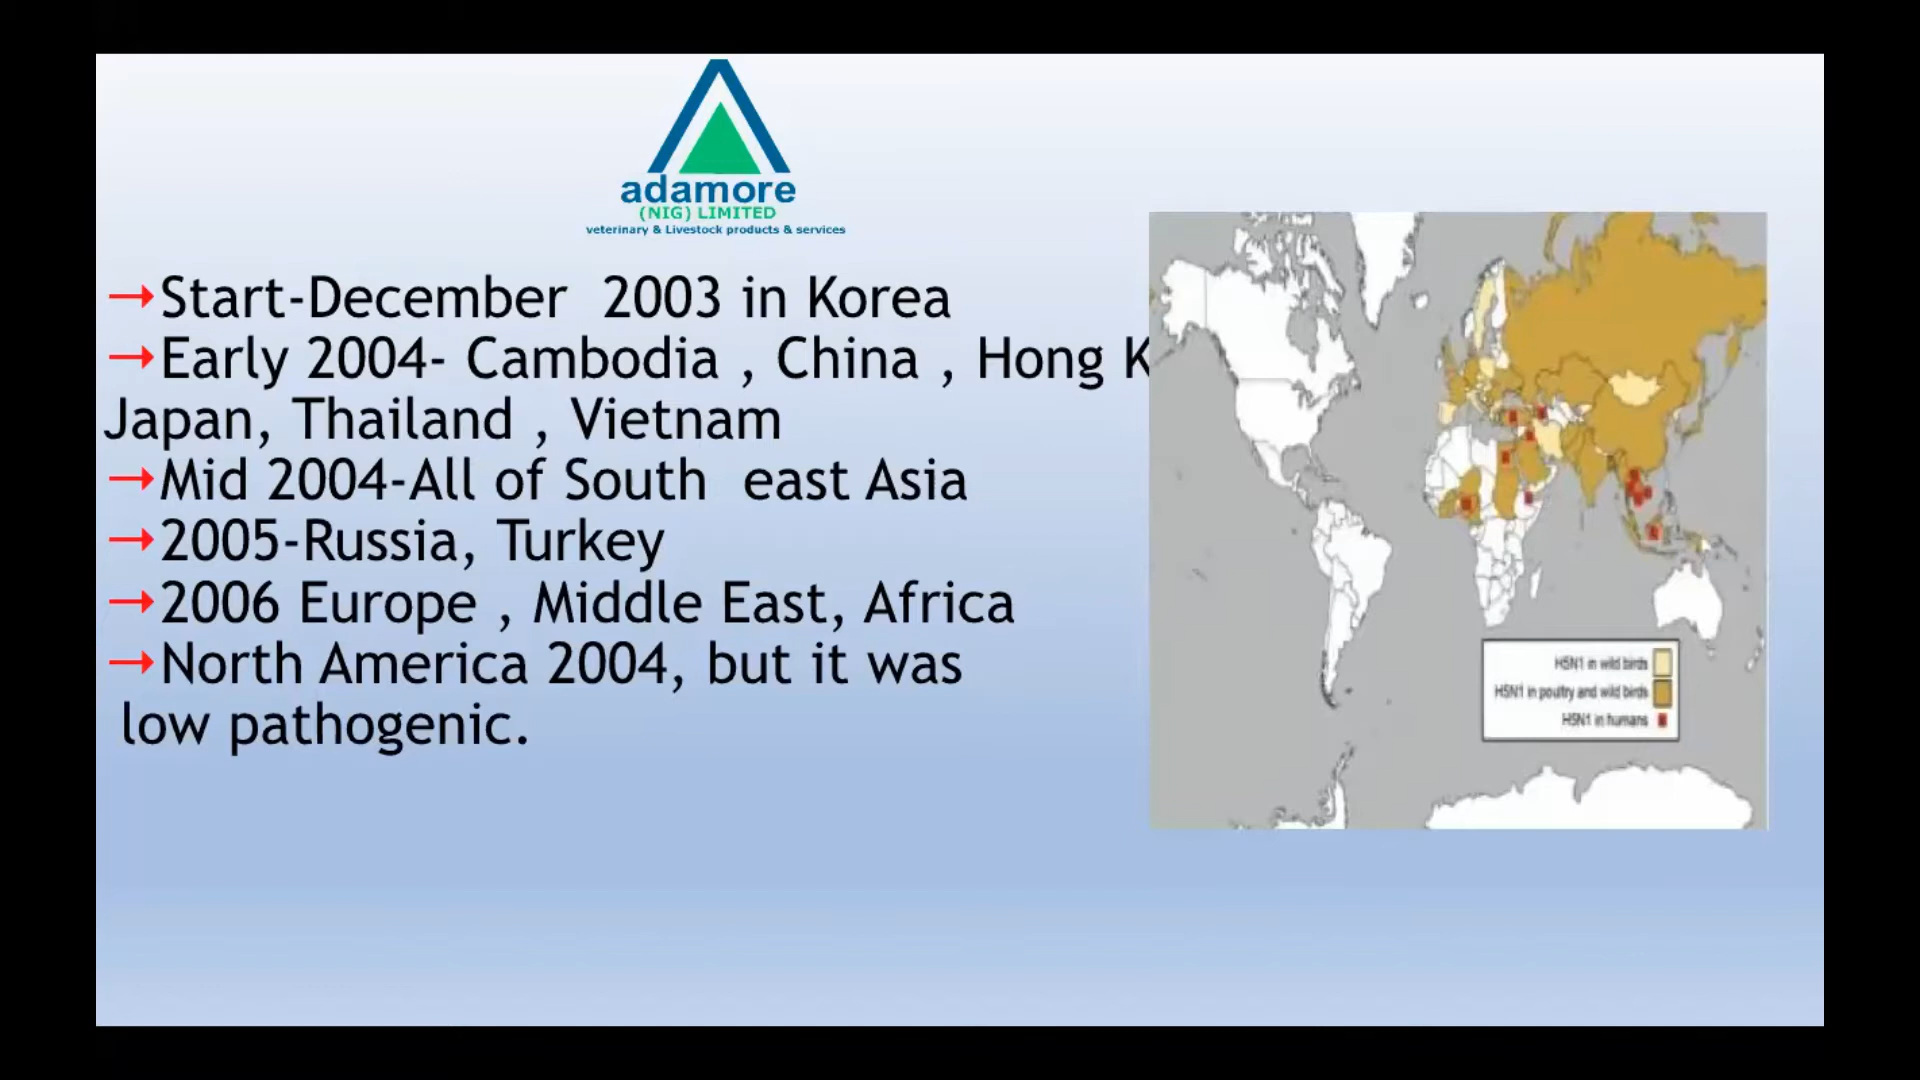 adamore
(NIG) LIMITED
veterinary & Livestock products & services
→Start-December 2003 in Korea
→Early 2004- Cambodia , China , Hong K
Japan, Thailand , Vietnam
→Mid 2004-All of South east Asia
→2005-Russia, Turkey
→2006 Europe , Middle East, Africa
→North America 2004, but it was
low pathogenic.
H5N1 in wild birds
H5N1 in poultry and wild birds
H5N1 in humans